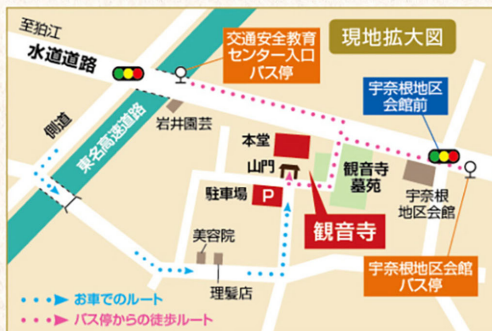 現地拡大図
至狛江
水道道路
交通安全教育
センター入口
バス停
宇奈根地区
会館前
側道
東名高速道路
岩井園芸
本堂
山門
観音寺
墓苑
宇奈根
地区会館
駐車場
P
観音寺
美容院
理髪店
宇奈根地区会館
バス停
お車でのルート
バス停からの徒歩ルート